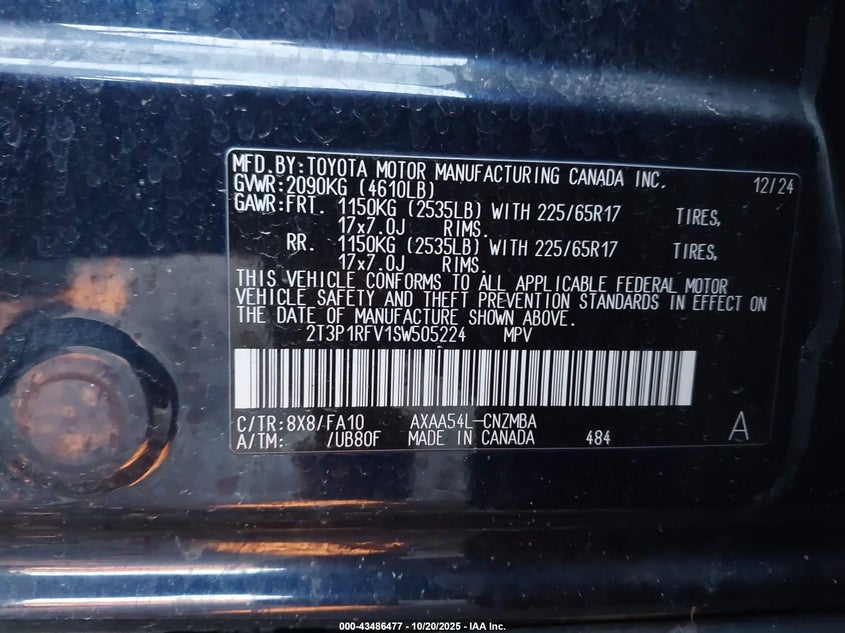 MFD.BY:TOYOTA MOTOR MANUFACTURING CANADA INC. 12/24
GVWR:2090KG (4610LB)
GAWR:FRT. 1150KG (2535LB) WITH 225/65R17 TIRES,
17x7.0J RIMS.
RR. 1150KG (2535LB) WITH 225/65R17 TIRES,
17x7.0J RIMS.
THIS VEHICLE CONFORMS TO ALL APPLICABLE FEDERAL MOTOR
VEHICLE SAFETY AND THEFT PREVENTION STANDARDS IN EFFECT ON
THE DATE OF MANUFACTURE SHOWN ABOVE.
2T3P1RFV1SW505224 MPV
C/TR:8X8/FA10 AXAA54L-CNZMBA A
A/TM: /UB80F MADE IN CANADA 484
000-43486477 - 10/20/2025 - IAA Inc.